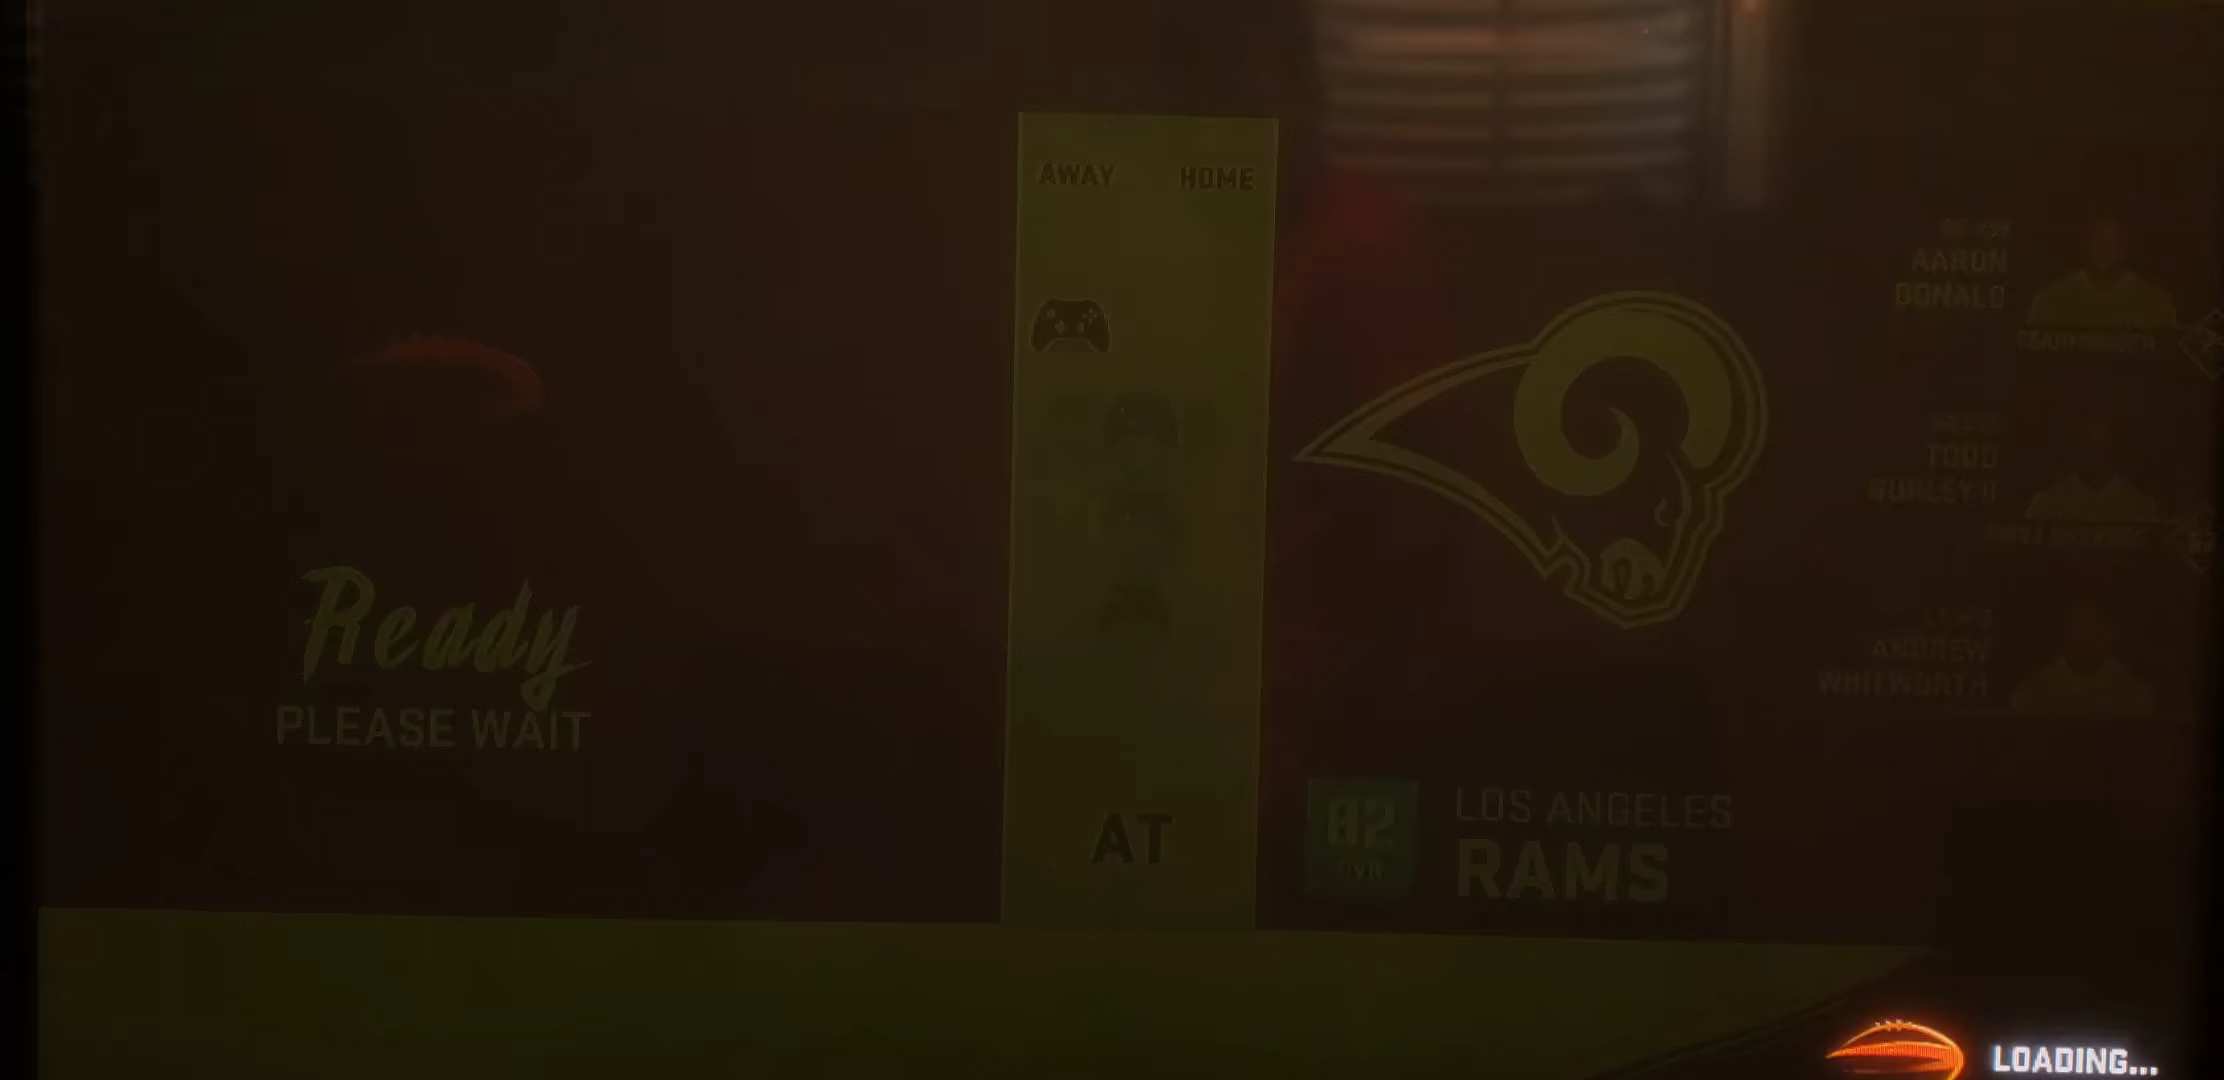 AWAY HOME
AARON
DONALD
TODD
GURLEY II
ANDREW
WHITWORTH
Ready
PLEASE WAIT
AT
82
OVR
LOS ANGELES
RAMS
LOADING...